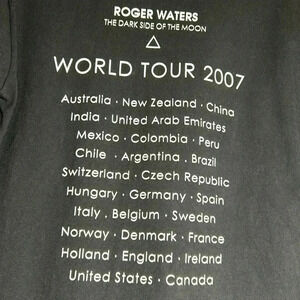 ROGER WATERS
THE DARK SIDE OF THE MOON
WORLD TOUR 2007
Australia · New Zealand · China
India · United Arab Emirates
Mexico · Colombia · Peru
Chile · Argentina . Brazil
Switzerland · Czech Republic
Hungary · Germany · Spain
Italy . Belgium · Sweden
Norway · Denmark · France
Holland · England · Ireland
United States · Canada